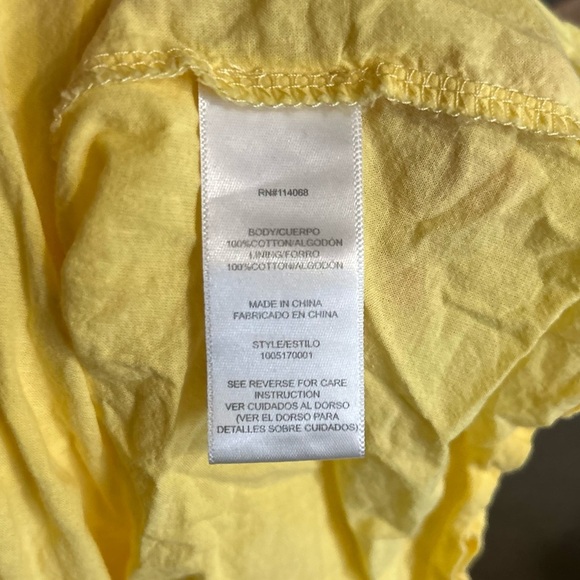 RN#114068
BODY/CUERPO
100%COTTON/ALGODÓN
LINING/FORRO
100%COTTON/ALGODÓN
MADE IN CHINA
FABRICADO EN CHINA
STYLE/ESTILO
1005170001
SEE REVERSE FOR CARE
INSTRUCTION
VER CUIDADOS AL DORSO
(VER EL DORSO PARA
DETALLES SOBRE CUIDADOS)